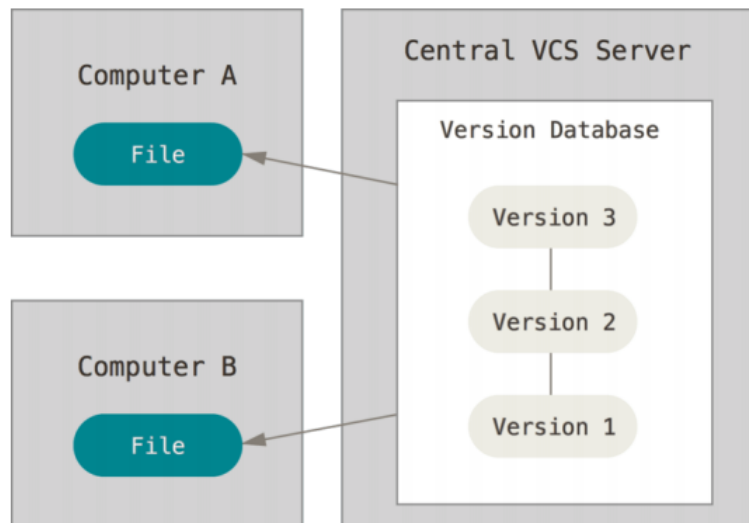 Computer A
File
Computer B
File
Central VCS Server
Version Database
Version 3
Version 2
Version 1